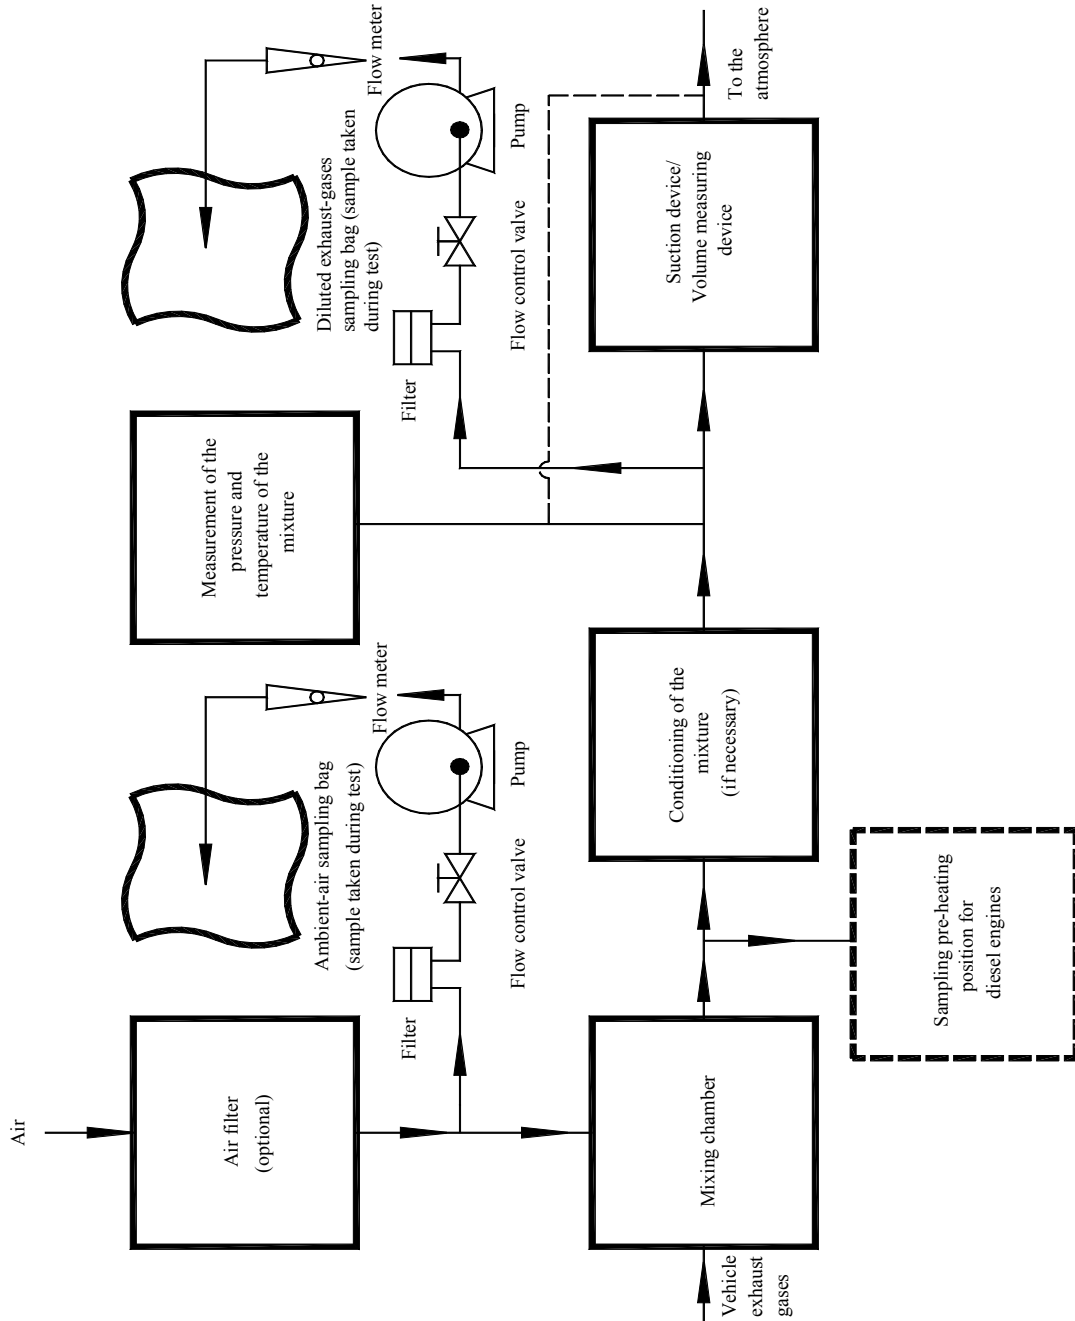 Air
Air filter
(optional)
Ambient-air sampling bag
(sample taken during test)
Filter
Flow control valve
Pump
Flow meter
Measurement of the
pressure and
temperature of the
mixture
Diluted exhaust-gases
sampling bag (sample taken
during test)
Filter
Flow control valve
Pump
Flow meter
Vehicle
exhaust
gases
Mixing chamber
Sampling pre-heating
position for
diesel engines
Conditioning of the
mixture
(if necessary)
Suction device/
Volume measuring
device
To the
atmosphere